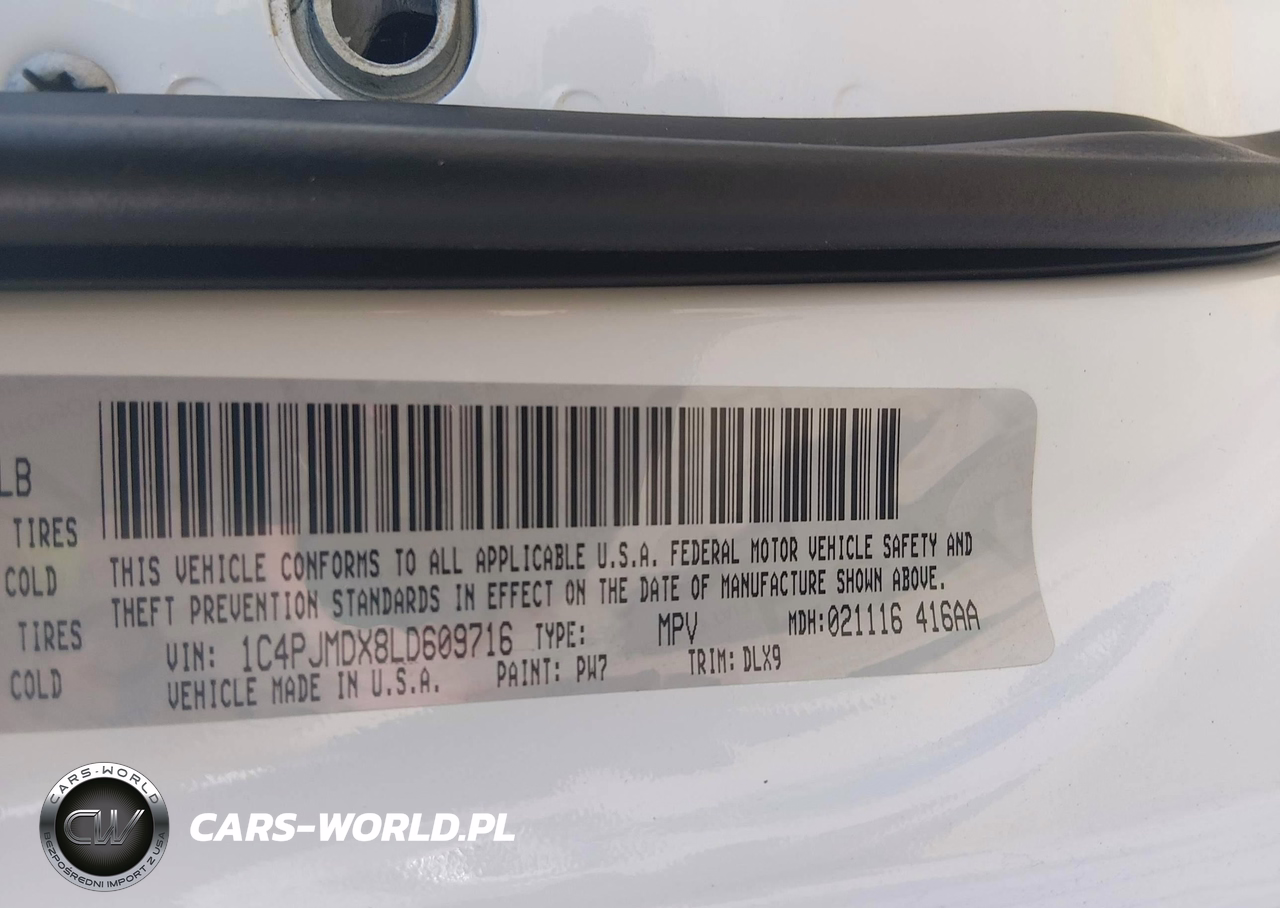 LB
TIRES
COLD
TIRES
COLD
THIS VEHICLE CONFORMS TO ALL APPLICABLE U.S.A. FEDERAL MOTOR VEHICLE SAFETY AND
THEFT PREVENTION STANDARDS IN EFFECT ON THE DATE OF MANUFACTURE SHOWN ABOVE.
VIN: 1C4PJMDX8LD609716 TYPE: MPV MDH:021116 416AA
VEHICLE MADE IN U.S.A. PAINT: PW7 TRIM: DLX9
CARS-WORLD
CW
BEZPOŚREDNI IMPORT Z USA
CARS-WORLD.PL